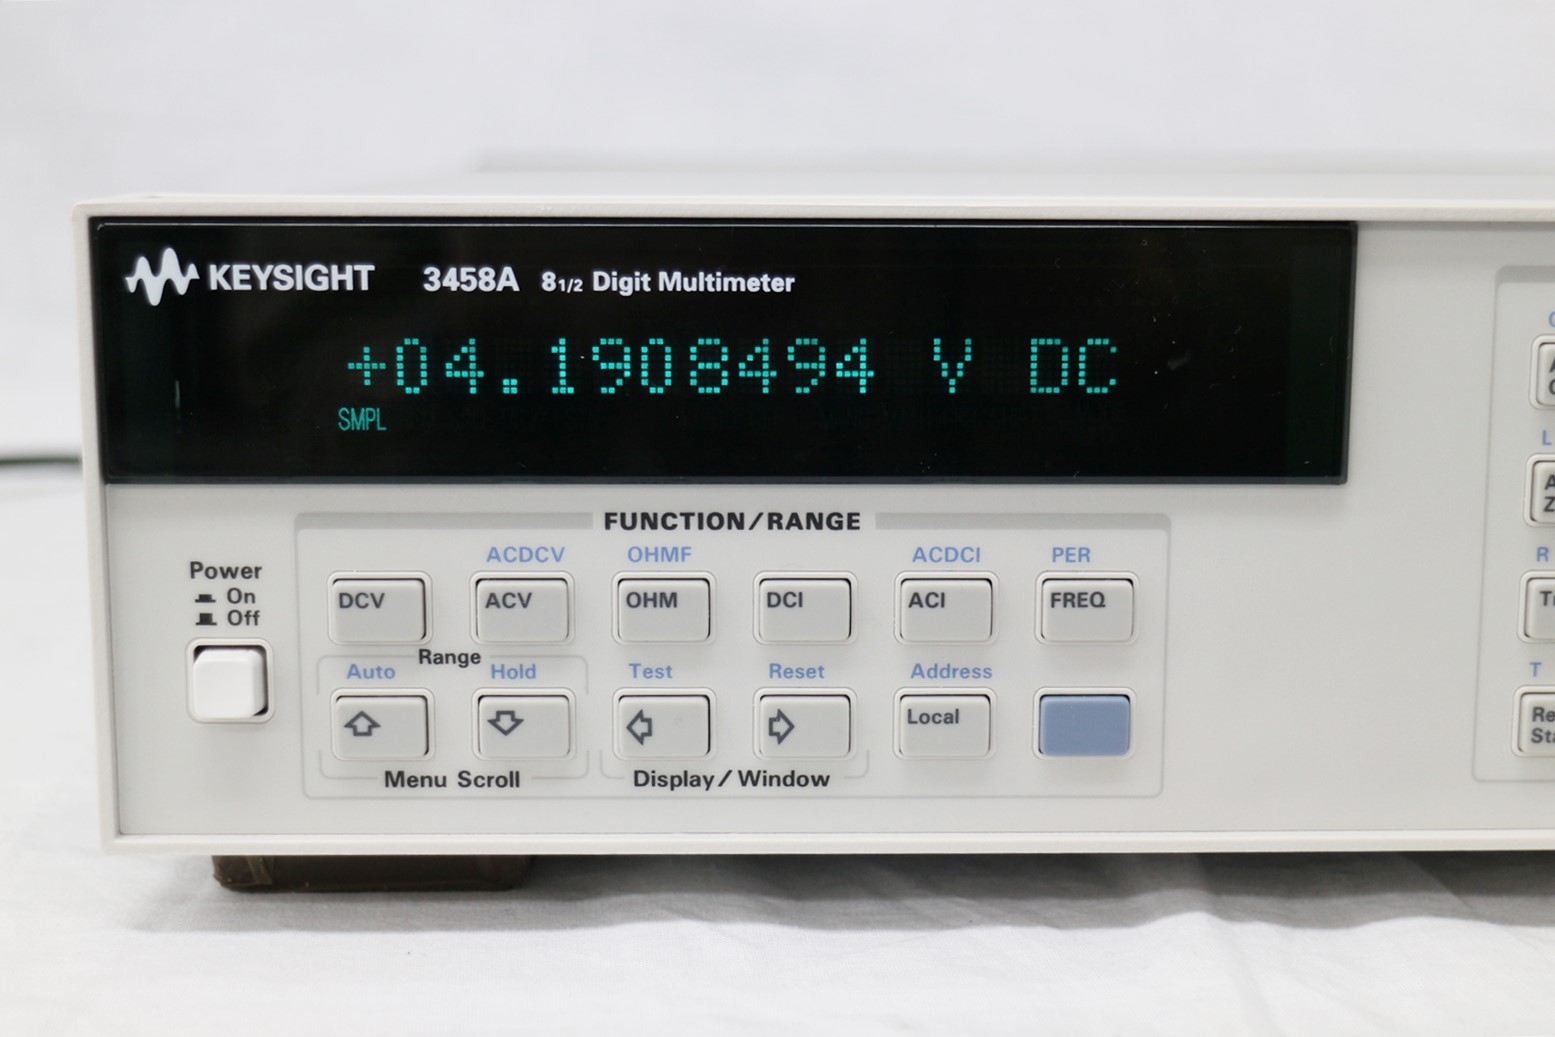 KEYSIGHT 3458A 8 1/2 Digit Multimeter
+04.1908494 V DC
SMPL
FUNCTION/RANGE
Power
On
Off
ACDCV OHMF ACDCI PER
DCV ACV OHM DCI ACI FREQ
Range
Auto Hold Test Reset Address
Local
Menu Scroll Display/Window
L
R
T